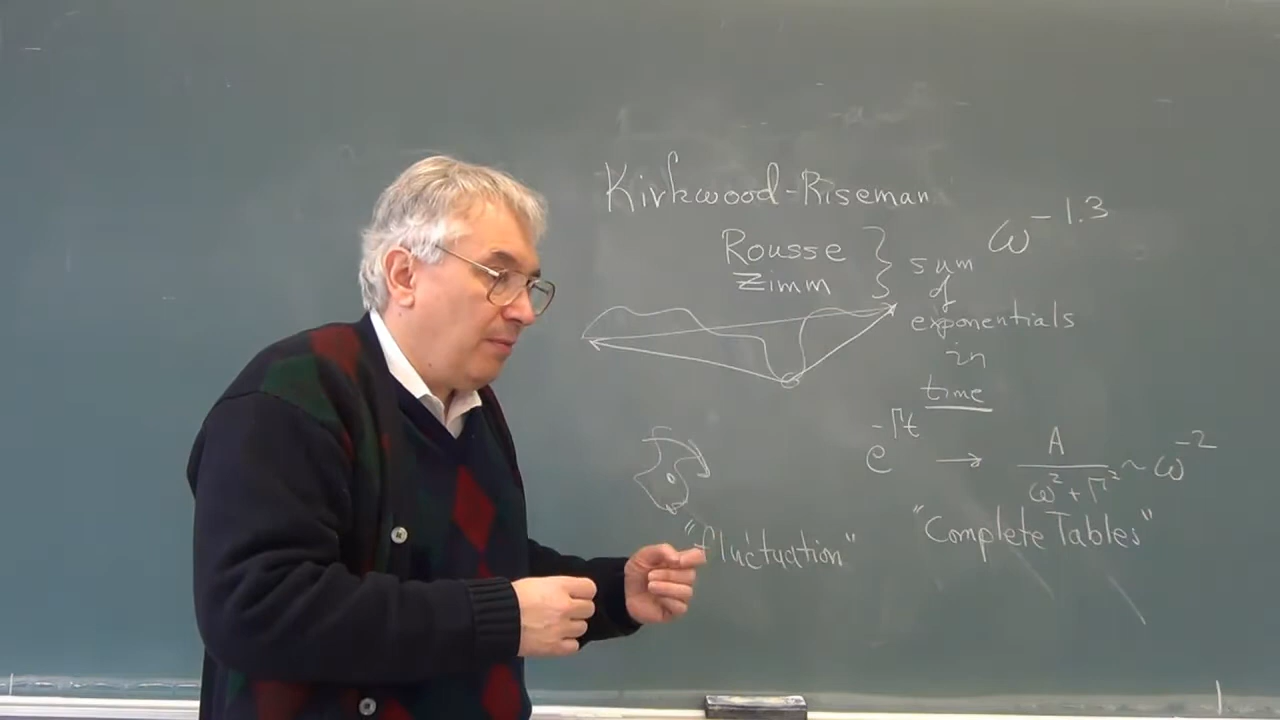 Kirkwood-Riseman
ω^-1.3
Rousse
Zimm
sum
of
exponentials
in
time
e^-Γt → A / ω² + Γ² ~ ω^-2
"fluctuation"
"Complete Tables"